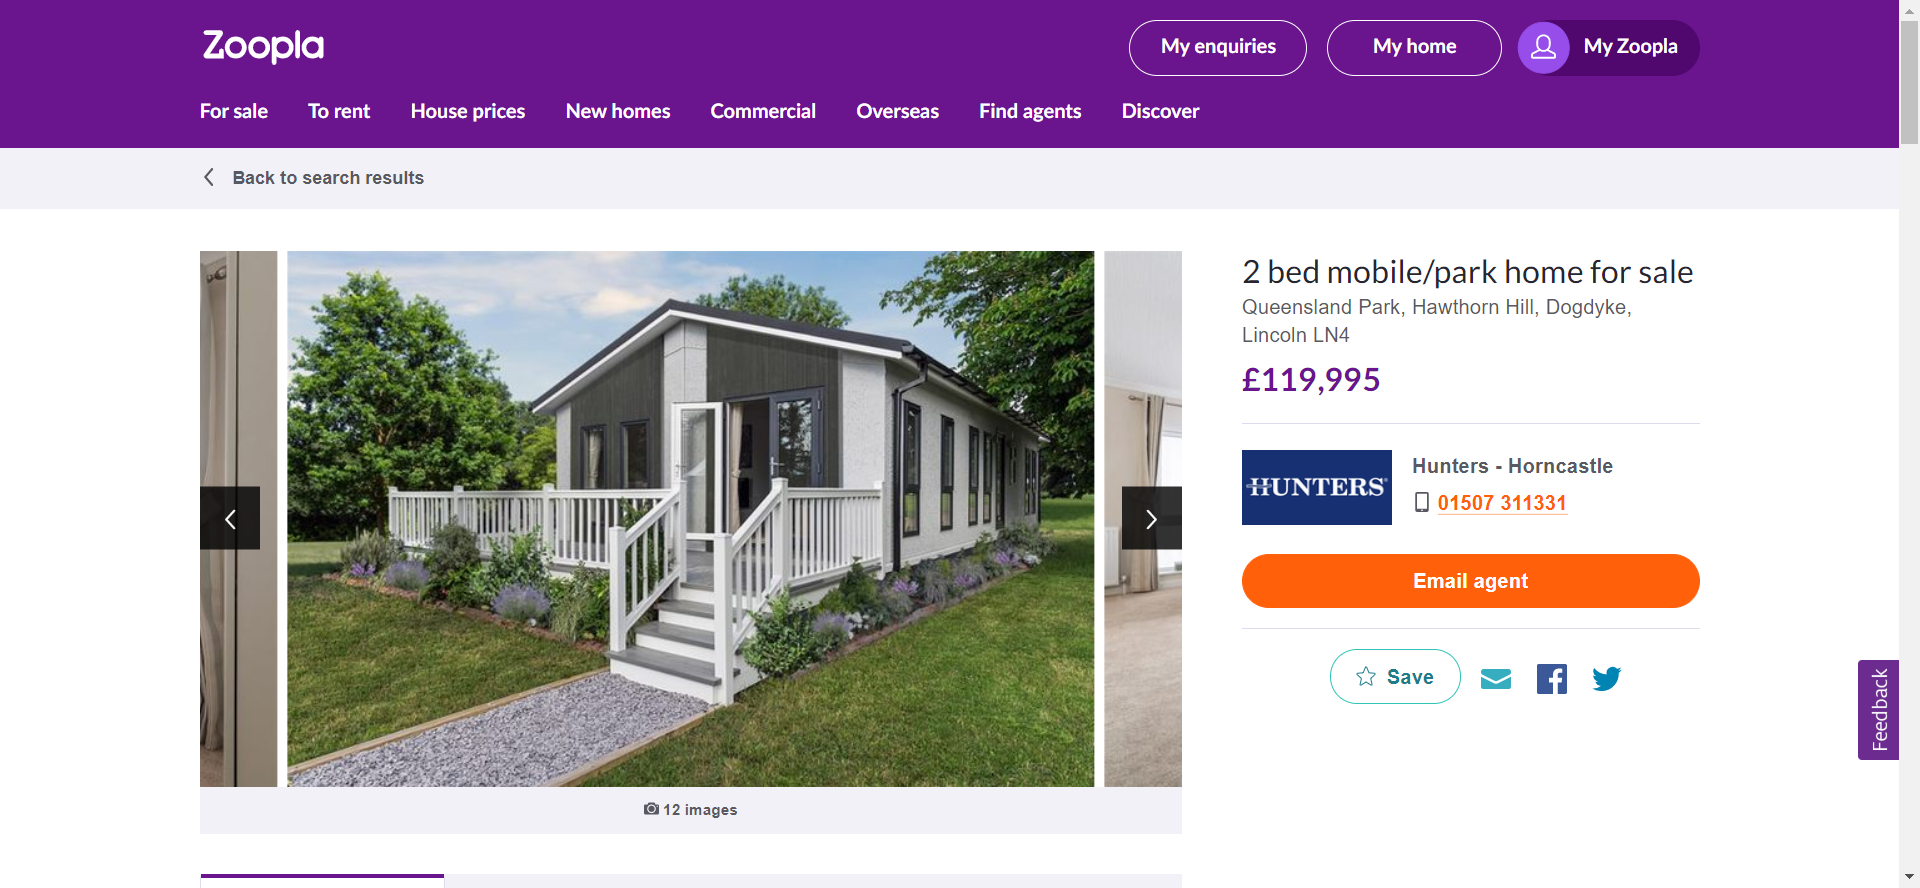 Zoopla
My enquiries
My home
My Zoopla
For sale
To rent
House prices
New homes
Commercial
Overseas
Find agents
Discover
Back to search results
2 bed mobile/park home for sale
Queensland Park, Hawthorn Hill, Dogdyke,
Lincoln LN4
£119,995
HUNTERS
Hunters - Horncastle
01507 311331
Email agent
Save
Feedback
12 images